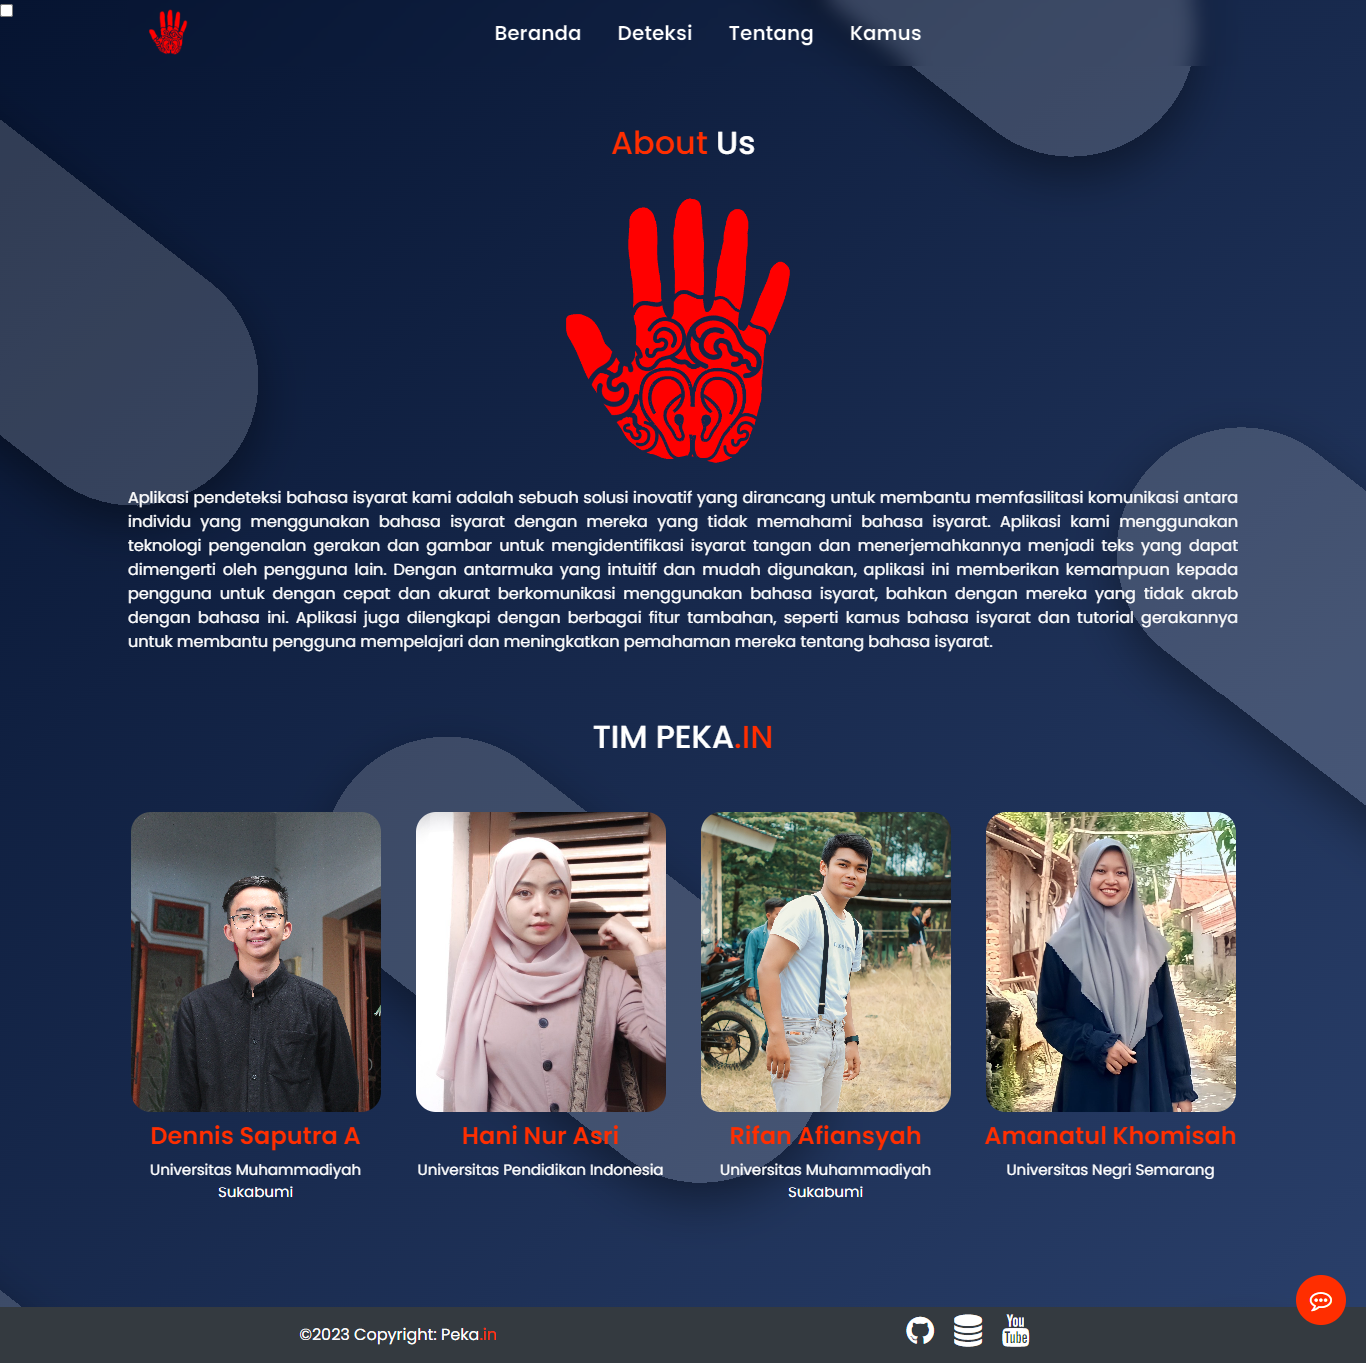 Beranda Deteksi Tentang Kamus
About Us
Aplikasi pendeteksi bahasa isyarat kami adalah sebuah solusi inovatif yang dirancang untuk membantu memfasilitasi komunikasi antara
individu yang menggunakan bahasa isyarat dengan mereka yang tidak memahami bahasa isyarat. Aplikasi kami menggunakan
teknologi pengenalan gerakan dan gambar untuk mengidentifikasi isyarat tangan dan menerjemahkannya menjadi teks yang dapat
dimengerti oleh pengguna lain. Dengan antarmuka yang intuitif dan mudah digunakan, aplikasi ini memberikan kemampuan kepada
pengguna untuk dengan cepat dan akurat berkomunikasi menggunakan bahasa isyarat, bahkan dengan mereka yang tidak akrab
dengan bahasa ini. Aplikasi juga dilengkapi dengan berbagai fitur tambahan, seperti kamus bahasa isyarat dan tutorial gerakannya
untuk membantu pengguna mempelajari dan meningkatkan pemahaman mereka tentang bahasa isyarat.
TIM PEKA.IN
Dennis Saputra A
Universitas Muhammadiyah
Sukabumi
Hani Nur Asri
Universitas Pendidikan Indonesia
Rifan Afiansyah
Universitas Muhammadiyah
Sukabumi
Amanatul Khomisah
Universitas Negri Semarang
©2023 Copyright: Peka.in
You
Tube